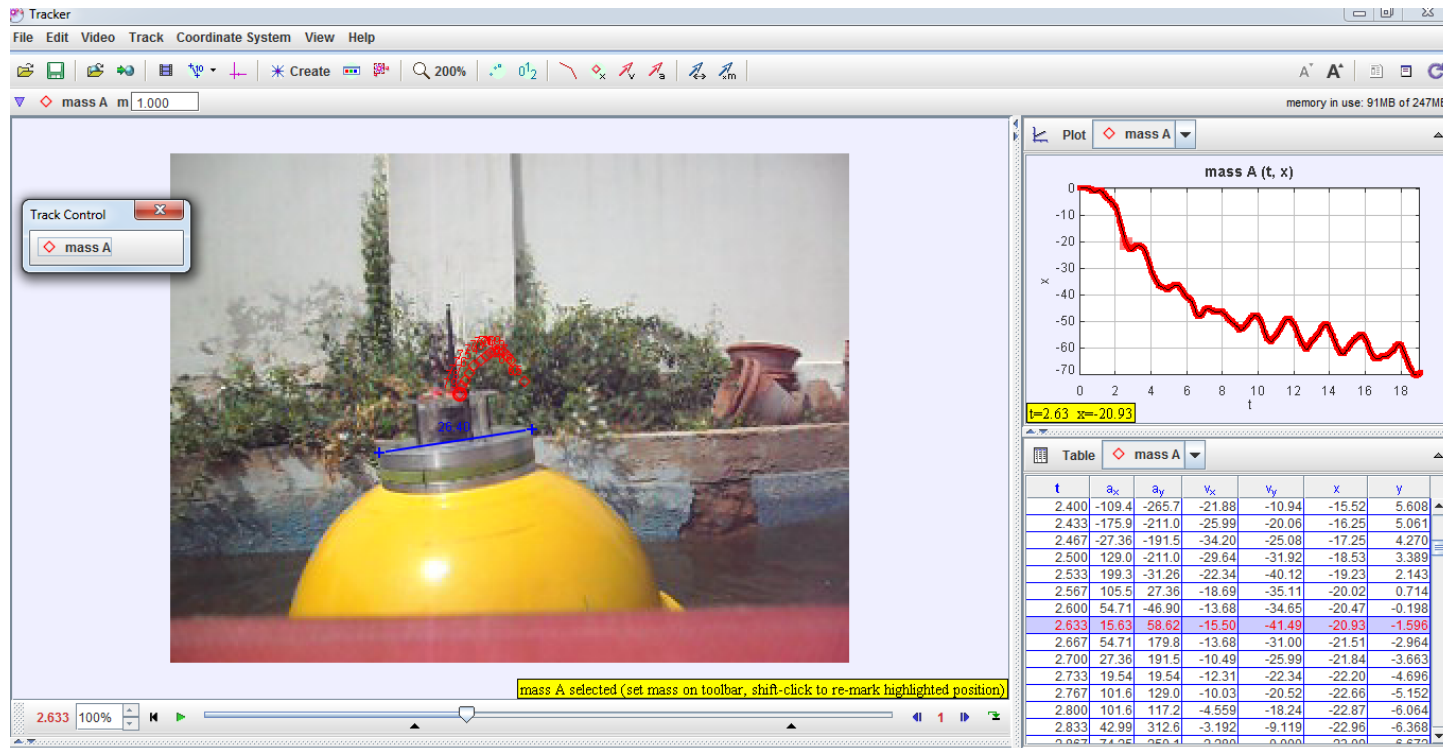 Tracker
File Edit Video Track Coordinate System View Help
Create 200% 0 1 2 v a xm A A
mass A m 1.000 memory in use: 91MB of 247MB
Plot mass A
mass A (t, x)
0
-10
-20
-30
-40
-50
-60
-70
x
0 2 4 6 8 10 12 14 16 18
t
t=2.63 x=-20.93
Track Control
mass A
26.40
Table mass A
t ax ay vx vy x y
2.400 -109.4 -265.7 -21.88 -10.94 -15.52 5.608
2.433 -175.9 -211.0 -25.99 -20.06 -16.25 5.061
2.467 -27.36 -191.5 -34.20 -25.08 -17.25 4.270
2.500 129.0 -211.0 -29.64 -31.92 -18.53 3.389
2.533 199.3 -31.26 -22.34 -40.12 -19.23 2.143
2.567 105.5 27.36 -18.69 -35.11 -20.02 0.714
2.600 54.71 -46.90 -13.68 -34.65 -20.47 -0.198
2.633 15.63 58.62 -15.50 -41.49 -20.93 -1.596
2.667 54.71 179.8 -13.68 -31.00 -21.51 -2.964
2.700 27.36 191.5 -10.49 -25.99 -21.84 -3.663
2.733 19.54 19.54 -12.31 -22.34 -22.20 -4.696
2.767 101.6 129.0 -10.03 -20.52 -22.66 -5.152
2.800 101.6 117.2 -4.559 -18.24 -22.87 -6.064
2.833 42.99 312.6 -3.192 -9.119 -22.96 -6.368
mass A selected (set mass on toolbar, shift-click to re-mark highlighted position)
2.633 100% 1